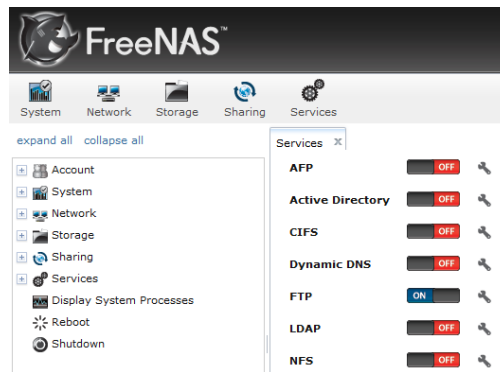 FreeNAS™
System Network Storage Sharing Services
expand all collapse all
Account
System
Network
Storage
Sharing
Services
Display System Processes
Reboot
Shutdown
Services X
AFP OFF
Active Directory OFF
CIFS OFF
Dynamic DNS OFF
FTP ON
LDAP OFF
NFS OFF